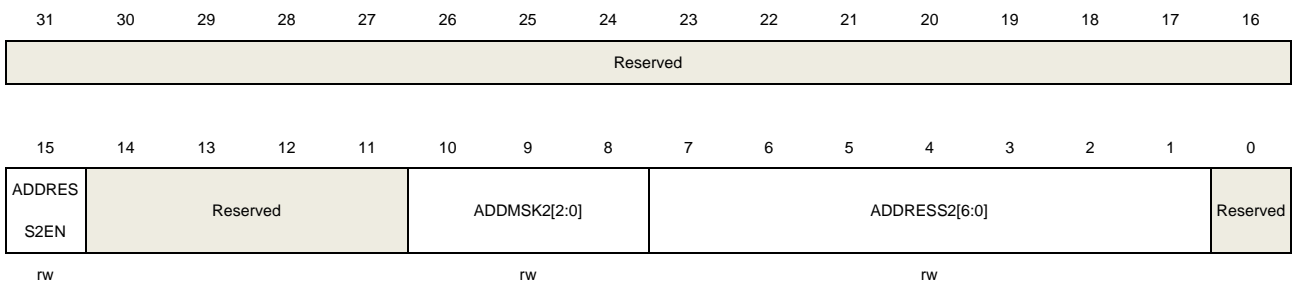 31 30 29 28 27 26 25 24 23 22 21 20 19 18 17 16
Reserved
15 14 13 12 11 10 9 8 7 6 5 4 3 2 1 0
ADDRES
S2EN
Reserved
ADDMSK2[2:0]
ADDRESS2[6:0]
Reserved
rw rw rw